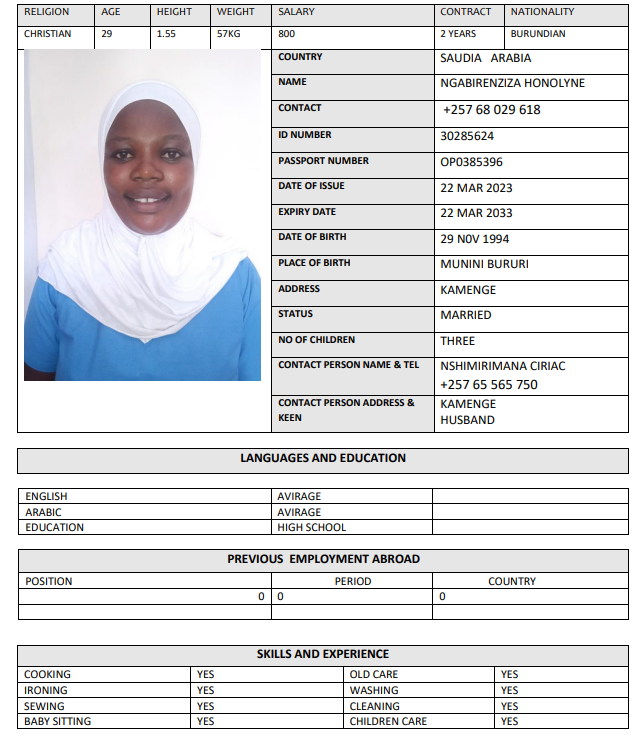 RELIGION AGE HEIGHT WEIGHT SALARY CONTRACT NATIONALITY
CHRISTIAN 29 1.55 57KG 800 2 YEARS BURUNDIAN
COUNTRY SAUDIA ARABIA
NAME NGABIRENZIZA HONOLYNE
CONTACT +257 68 029 618
ID NUMBER 30285624
PASSPORT NUMBER OP0385396
DATE OF ISSUE 22 MAR 2023
EXPIRY DATE 22 MAR 2033
DATE OF BIRTH 29 N0V 1994
PLACE OF BIRTH MUNINI BURURI
ADDRESS KAMENGE
STATUS MARRIED
NO OF CHILDREN THREE
CONTACT PERSON NAME & TEL NSHIMIRIMANA CIRIAC
+257 65 565 750
CONTACT PERSON ADDRESS & KAMENGE
KEEN HUSBAND
LANGUAGES AND EDUCATION
ENGLISH AVIRAGE
ARABIC AVIRAGE
EDUCATION HIGH SCHOOL
PREVIOUS EMPLOYMENT ABROAD
POSITION PERIOD COUNTRY
0 0 0
SKILLS AND EXPERIENCE
COOKING YES OLD CARE YES
IRONING YES WASHING YES
SEWING YES CLEANING YES
BABY SITTING YES CHILDREN CARE YES